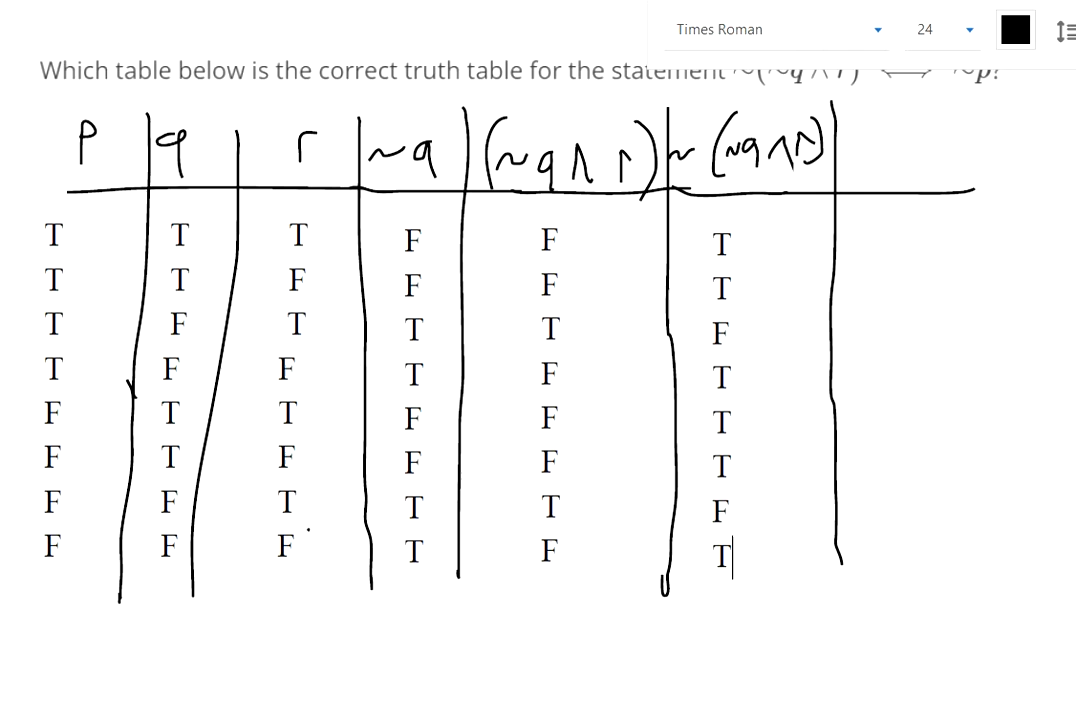 Times Roman 24
Which table below is the correct truth table for the statement ~(~q ∧ r) ⟺ ~p?
p q r ~q (~q ∧ r) ~(~q ∧ r)
T T T F F T
T T F F F T
T F T T T F
T F F T F T
F T T F F T
F T F F F T
F F T T T F
F F F T F T